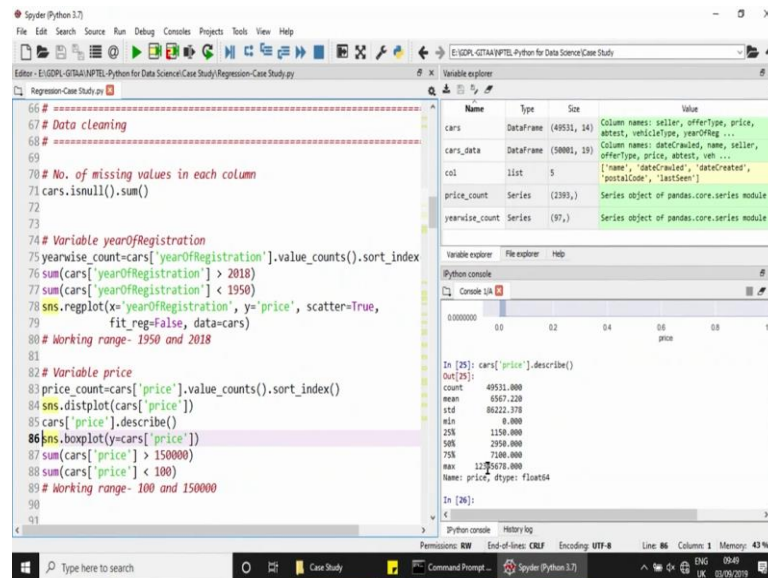 Spyder (Python 3.7)
File Edit Search Source Run Debug Consoles Projects Tools View Help
E:\GDPL-GITAA\NPTEL-Python for Data Science\Case Study
Editor - E:\GDPL-GITAA\NPTEL-Python for Data Science\Case Study\Regression-Case Study.py
Regression-Case Study.py
66 # ====================================================
67 # Data cleaning
68 # ====================================================
69
70 # No. of missing values in each column
71 cars.isnull().sum()
72
73
74 # Variable yearOfRegistration
75 yearwise_count=cars['yearOfRegistration'].value_counts().sort_index
76 sum(cars['yearOfRegistration'] > 2018)
77 sum(cars['yearOfRegistration'] < 1950)
78 sns.regplot(x='yearOfRegistration', y='price', scatter=True,
79 fit_reg=False, data=cars)
80 # Working range- 1950 and 2018
81
82 # Variable price
83 price_count=cars['price'].value_counts().sort_index()
84 sns.distplot(cars['price'])
85 cars['price'].describe()
86 sns.boxplot(y=cars['price'])
87 sum(cars['price'] > 150000)
88 sum(cars['price'] < 100)
89 # Working range- 100 and 150000
90
91
Variable explorer
Name Type Size Value
cars DataFrame (49531, 14) Column names: seller, offerType, price,
abtest, vehicleType, yearOfReg ...
cars_data DataFrame (50001, 19) Column names: dateCrawled, name, seller,
offerType, price, abtest, veh ...
col list 5 ['name', 'dateCrawled', 'dateCreated',
'postalCode', 'lastSeen']
price_count Series (2393,) Series object of pandas.core.series module
yearwise_count Series (97,) Series object of pandas.core.series module
Variable explorer File explorer Help
IPython console
Console 1/A
0.0000000
0.0 0.2 0.4 0.6 0.8 1
price
In [25]: cars['price'].describe()
Out[25]:
count 49531.000
mean 6567.220
std 86222.378
min 0.000
25% 1150.000
50% 2950.000
75% 7100.000
max 12345678.000
Name: price, dtype: float64
In [26]:
IPython console History log
Permissions: RW End-of-lines: CRLF Encoding: UTF-8 Line: 86 Column: 1 Memory: 43 %
Type here to search
Case Study
Command Prompt ...
Spyder (Python 3.7)
ENG 09:49
UK 03/09/2019